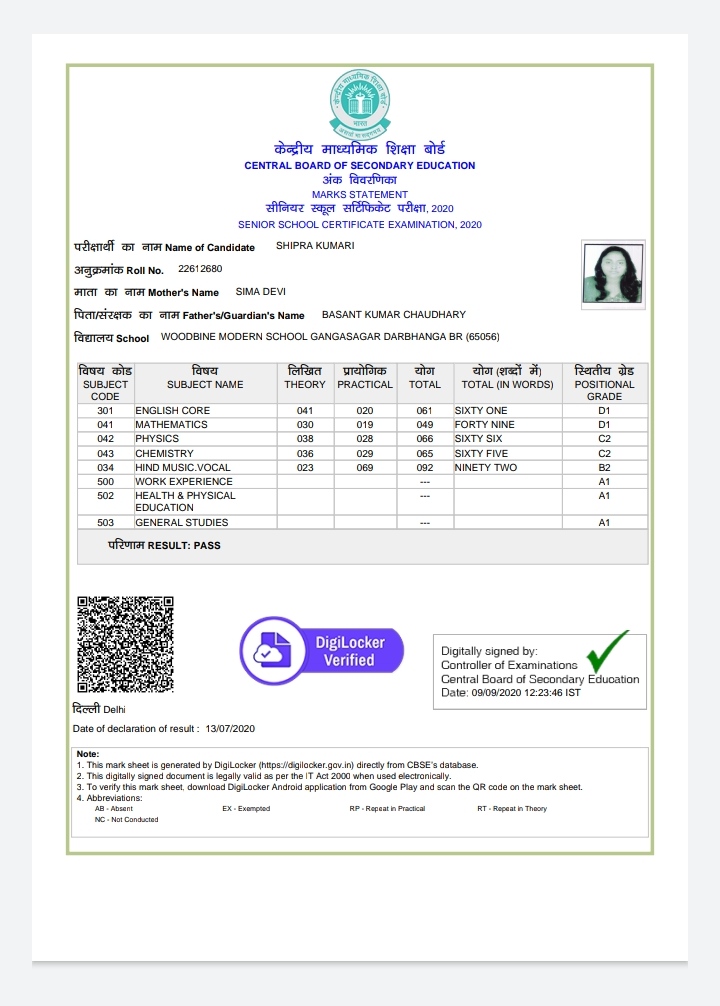 केन्द्रीय माध्यमिक शिक्षा बोर्ड
CENTRAL BOARD OF SECONDARY EDUCATION
अंक विवरणिका
MARKS STATEMENT
सीनियर स्कूल सर्टिफिकेट परीक्षा, 2020
SENIOR SCHOOL CERTIFICATE EXAMINATION, 2020
परीक्षार्थी का नाम Name of Candidate SHIPRA KUMARI
अनुक्रमांक Roll No. 22612680
माता का नाम Mother's Name SIMA DEVI
पिता/संरक्षक का नाम Father's/Guardian's Name BASANT KUMAR CHAUDHARY
विद्यालय School WOODBINE MODERN SCHOOL GANGASAGAR DARBHANGA BR (65056)
विषय कोड विषय लिखित प्रायोगिक योग योग (शब्दों में) स्थितीय ग्रेड
SUBJECT SUBJECT NAME THEORY PRACTICAL TOTAL TOTAL (IN WORDS) POSITIONAL
CODE GRADE
301 ENGLISH CORE 041 020 061 SIXTY ONE D1
041 MATHEMATICS 030 019 049 FORTY NINE D1
042 PHYSICS 038 028 066 SIXTY SIX C2
043 CHEMISTRY 036 029 065 SIXTY FIVE C2
034 HIND MUSIC.VOCAL 023 069 092 NINETY TWO B2
500 WORK EXPERIENCE --- A1
502 HEALTH & PHYSICAL --- A1
EDUCATION
503 GENERAL STUDIES --- A1
परिणाम RESULT: PASS
DigiLocker
Verified
Digitally signed by:
Controller of Examinations
Central Board of Secondary Education
Date: 09/09/2020 12:23:46 IST
दिल्ली Delhi
Date of declaration of result : 13/07/2020
Note:
1. This mark sheet is generated by DigiLocker (https://digilocker.gov.in) directly from CBSE's database.
2. This digitally signed document is legally valid as per the IT Act 2000 when used electronically.
3. To verify this mark sheet, download DigiLocker Android application from Google Play and scan the QR code on the mark sheet.
4. Abbreviations:
AB - Absent EX - Exempted RP - Repeat in Practical RT - Repeat in Theory
NC - Not Conducted